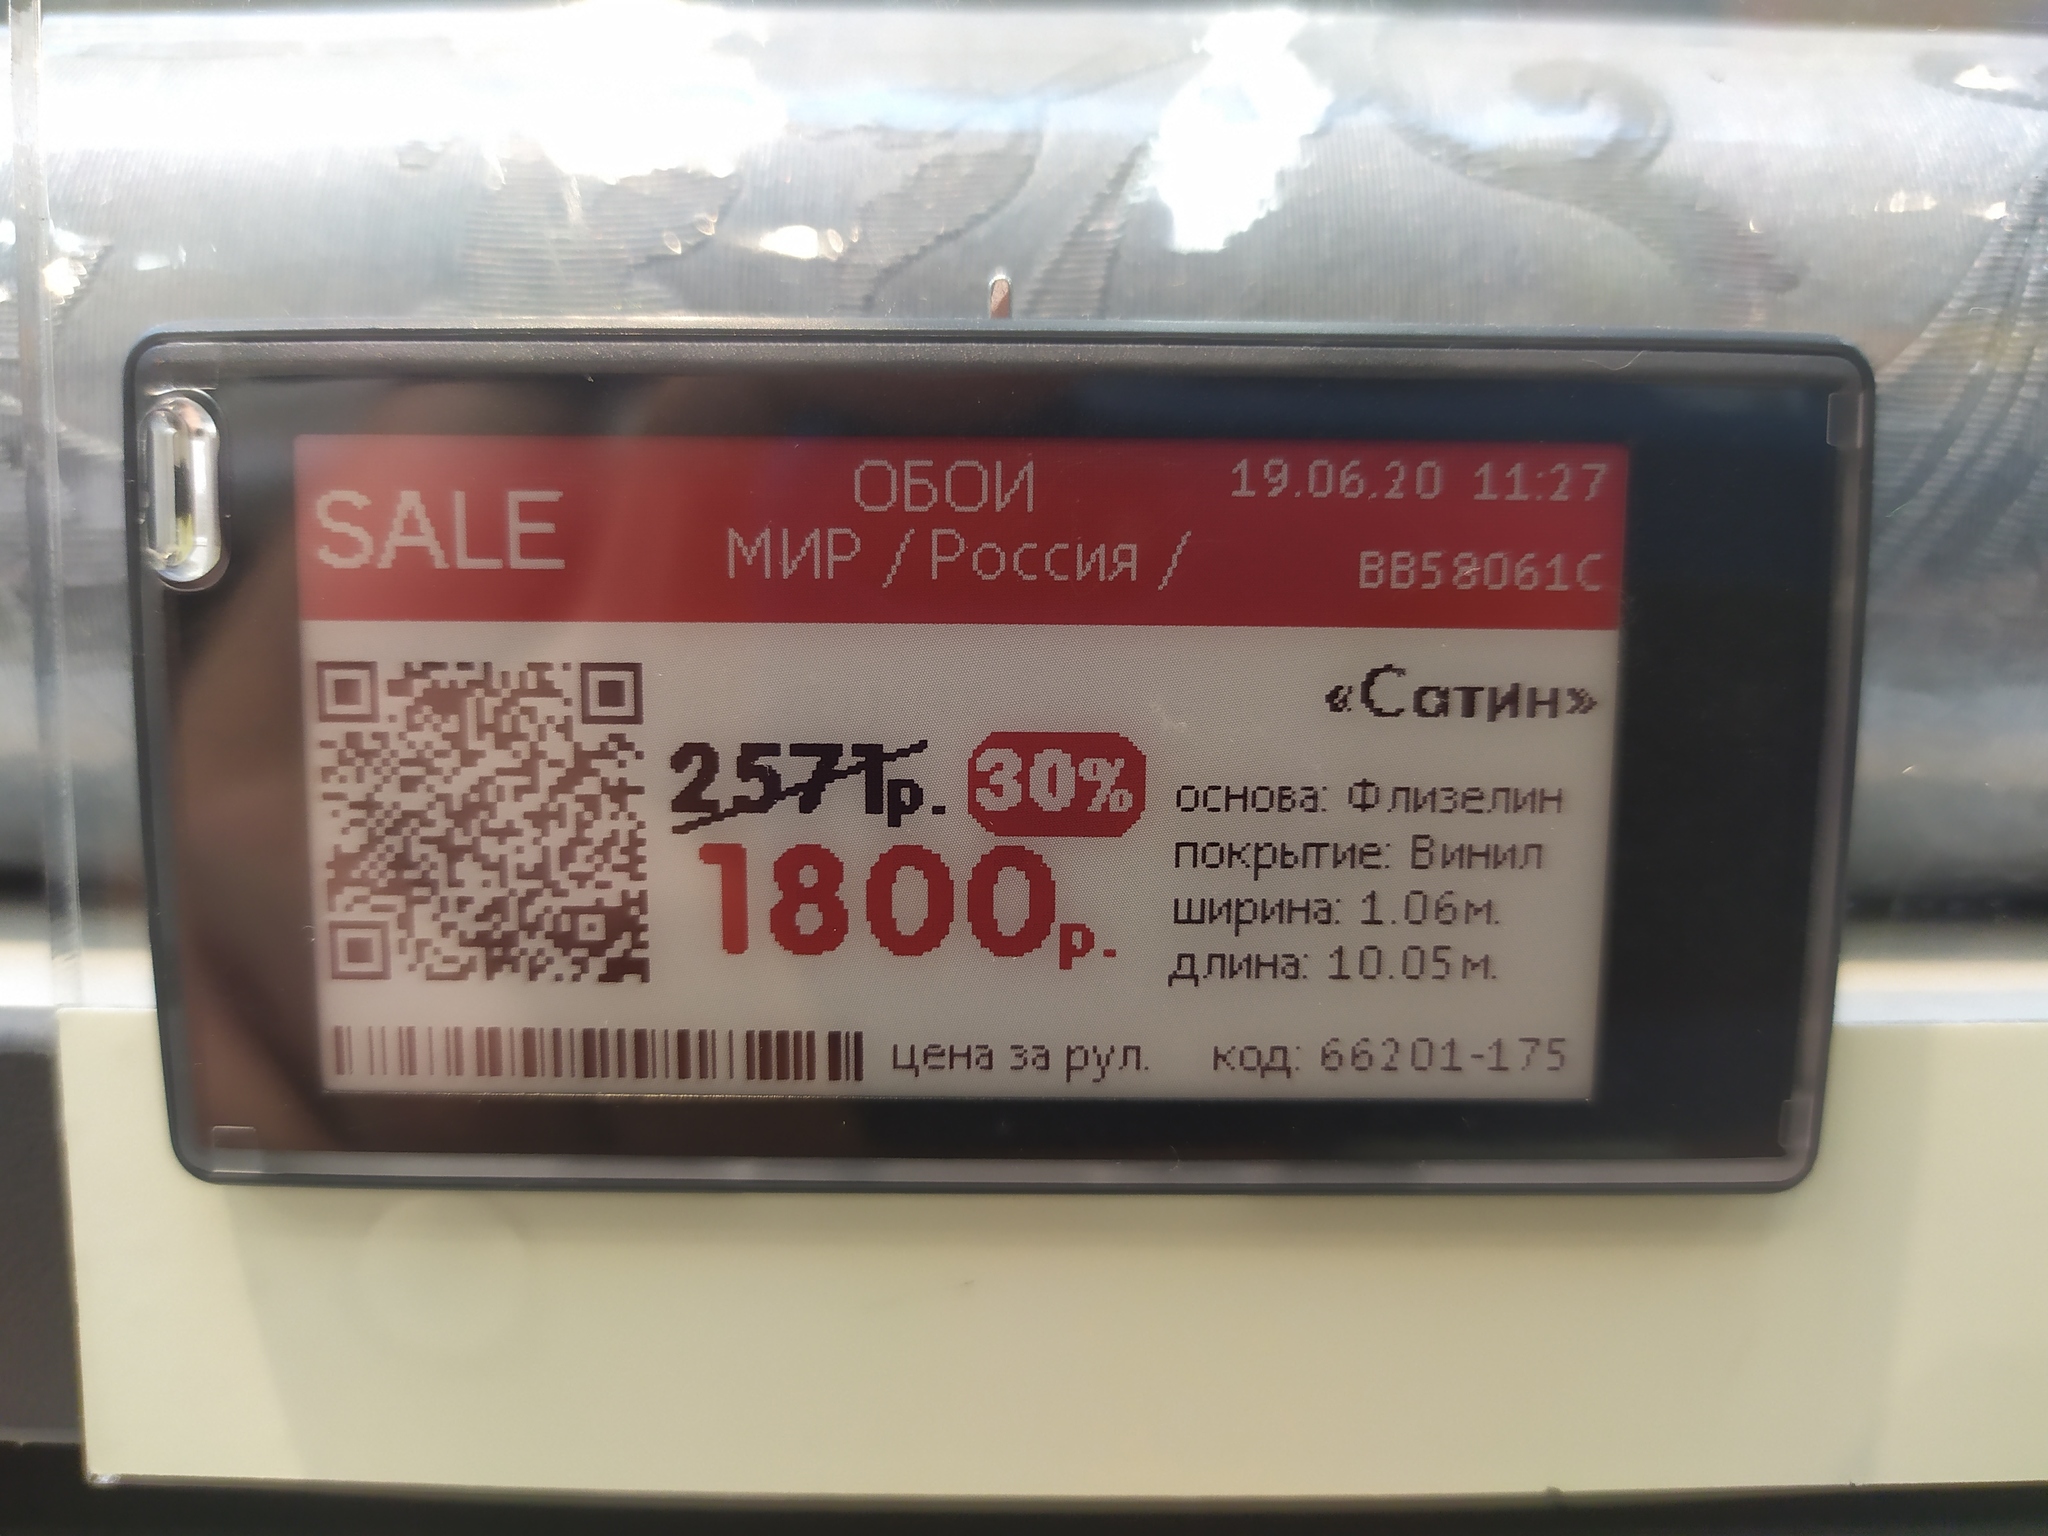 SALE
ОБОИ
МИР / Россия /
19.06.20 11:27
BB58061C
«Сатин»
2571р. 30%
1800р.
основа: Флизелин
покрытие: Винил
ширина: 1.06м.
длина: 10.05м.
цена за рул.
код: 66201-175